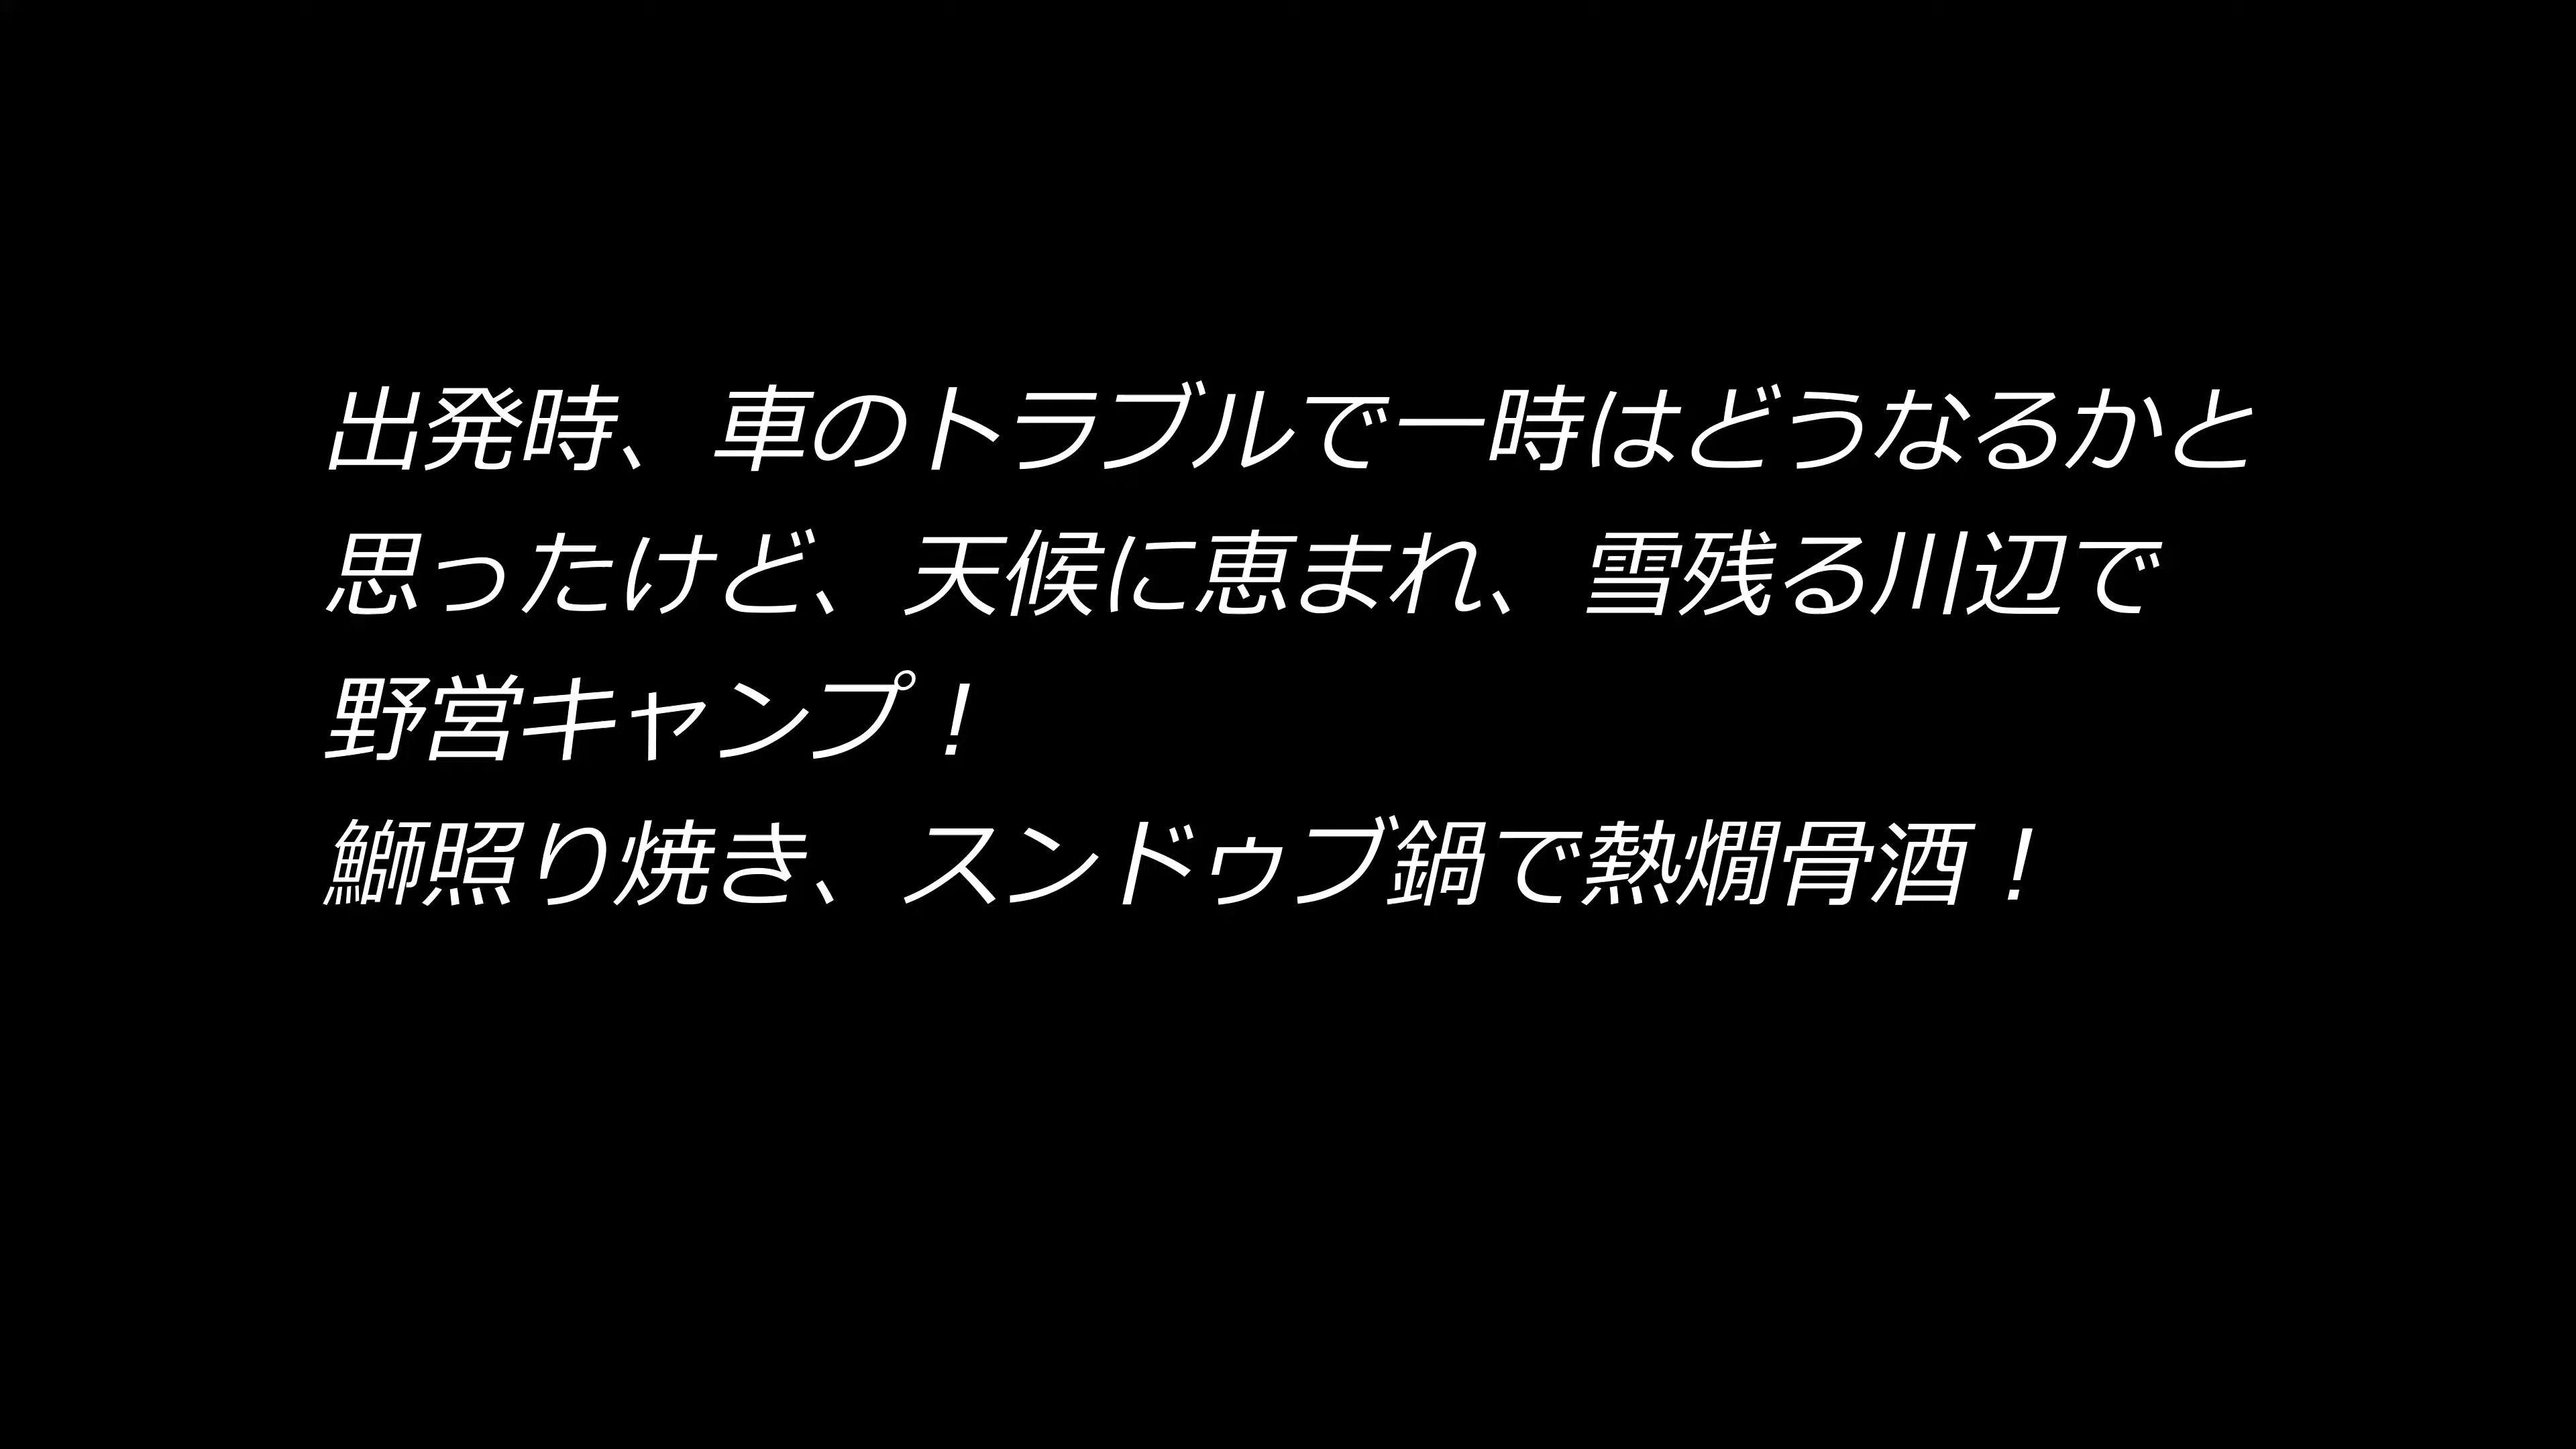 出発時、車のトラブルで一時はどうなるかと
思ったけど、天候に恵まれ、雪残る川辺で
野営キャンプ！
鰤照り焼き、スンドゥブ鍋で熱燗骨酒！